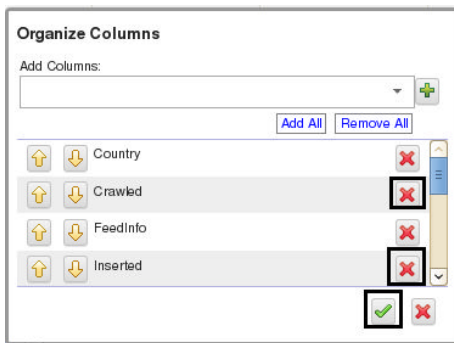 Organize Columns
Add Columns:
Add All Remove All
Country
Crawled
FeedInfo
Inserted